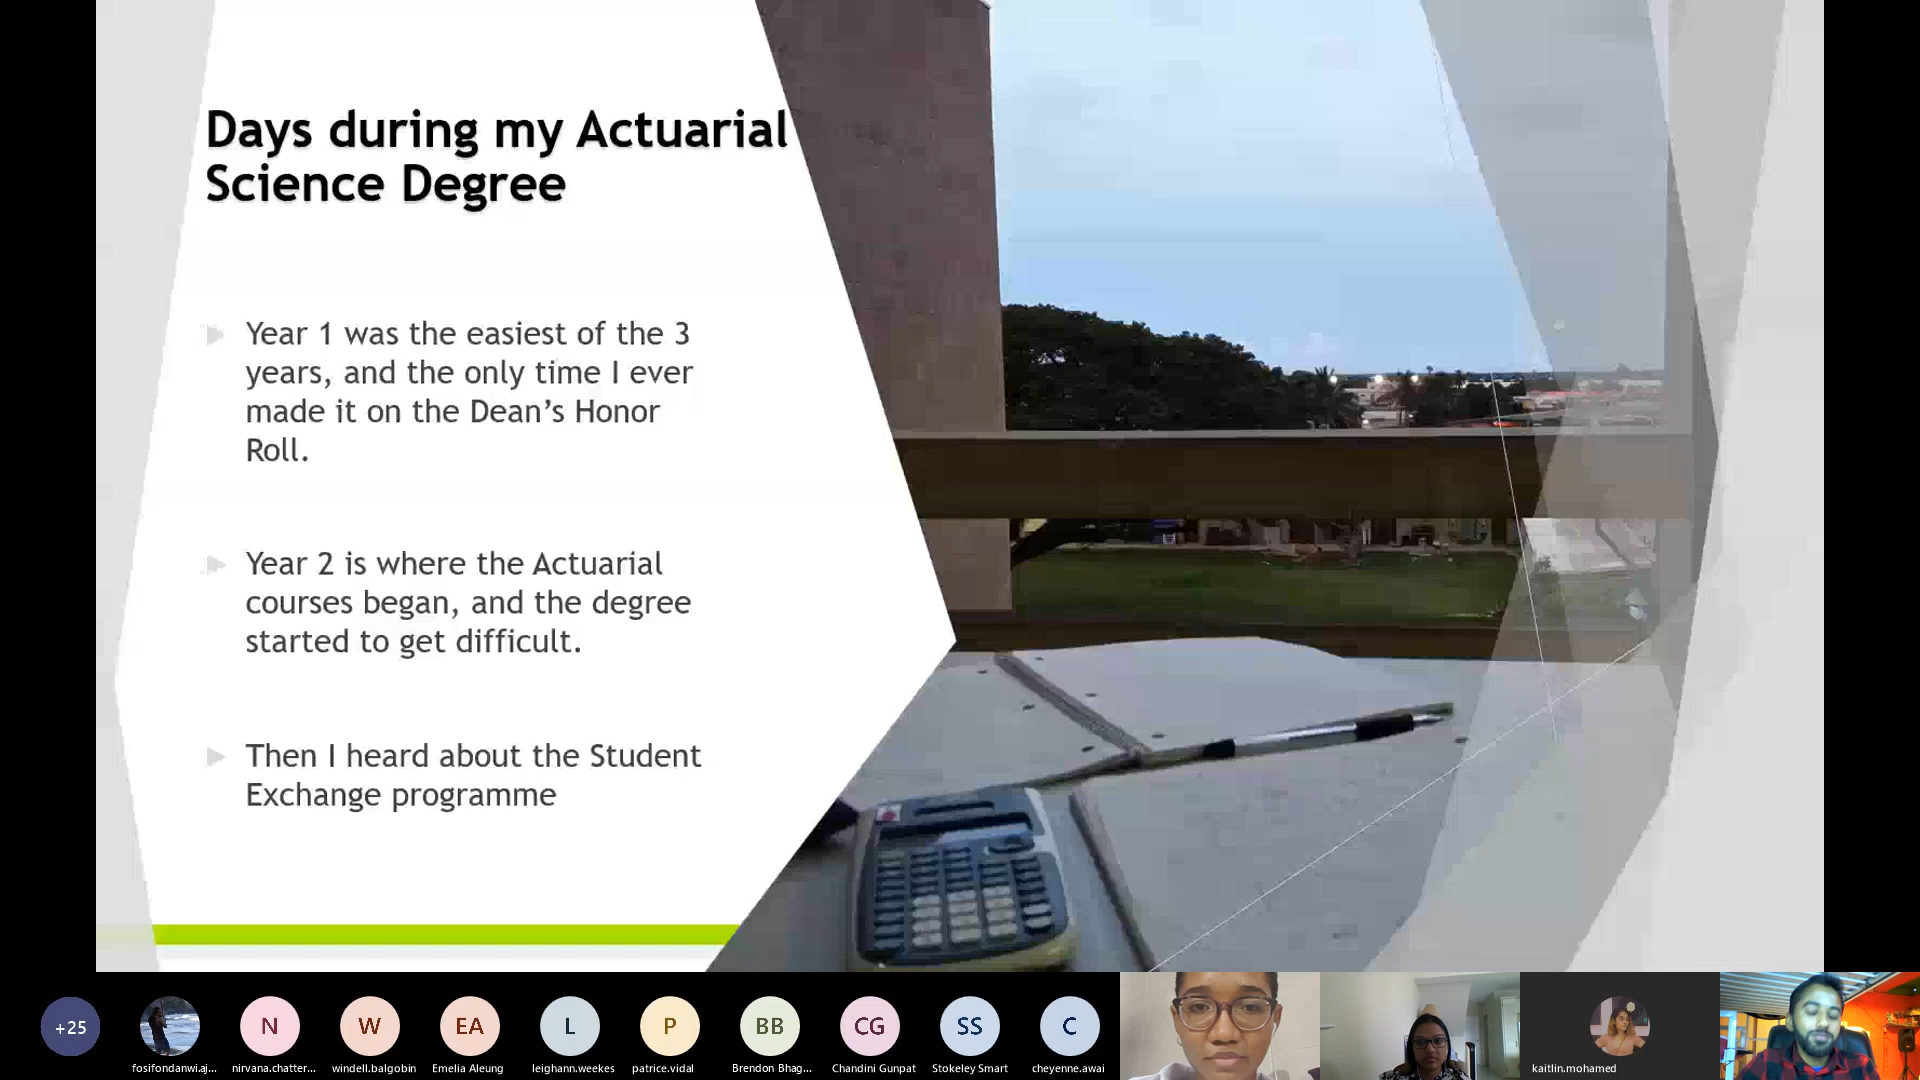 Days during my Actuarial
Science Degree
Year 1 was the easiest of the 3
years, and the only time I ever
made it on the Dean’s Honor
Roll.
Year 2 is where the Actuarial
courses began, and the degree
started to get difficult.
Then I heard about the Student
Exchange programme
+25
N
W
EA
L
P
BB
CG
SS
C
fosifondanwi.aj...
nirvana.chatter...
windell.balgobin
Emelia Aleung
leighann.weekes
patrice.vidal
Brendon Bhag...
Chandini Gunpat
Stokeley Smart
cheyenne.awai
kaitlin.mohamed